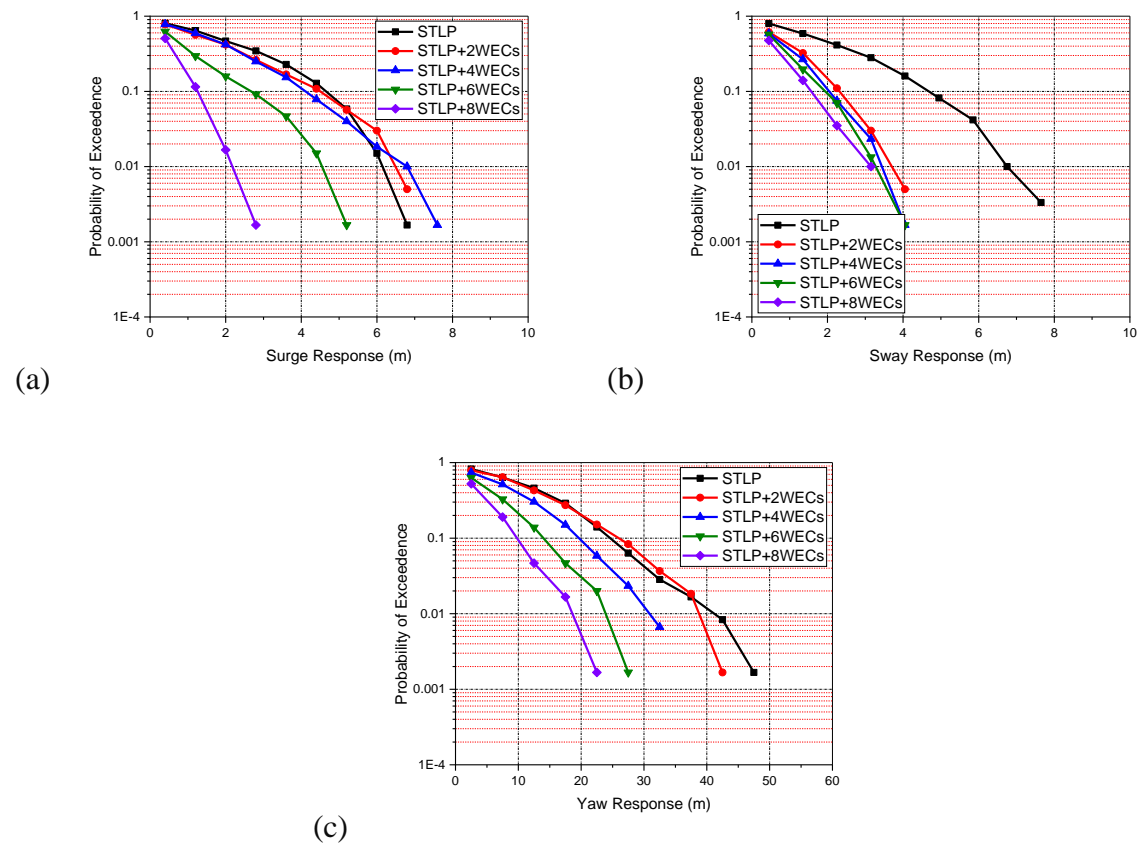 1
0.1
0.01
0.001
1E-4
Probability of Exceedence
STLP
STLP+2WECs
STLP+4WECs
STLP+6WECs
STLP+8WECs
0 2 4 6 8 10
Surge Response (m)
(a)
1
0.1
0.01
0.001
1E-4
Probability of Exceedence
STLP
STLP+2WECs
STLP+4WECs
STLP+6WECs
STLP+8WECs
0 2 4 6 8 10
Sway Response (m)
(b)
1
0.1
0.01
0.001
1E-4
Probability of Exceedence
STLP
STLP+2WECs
STLP+4WECs
STLP+6WECs
STLP+8WECs
0 10 20 30 40 50 60
Yaw Response (m)
(c)